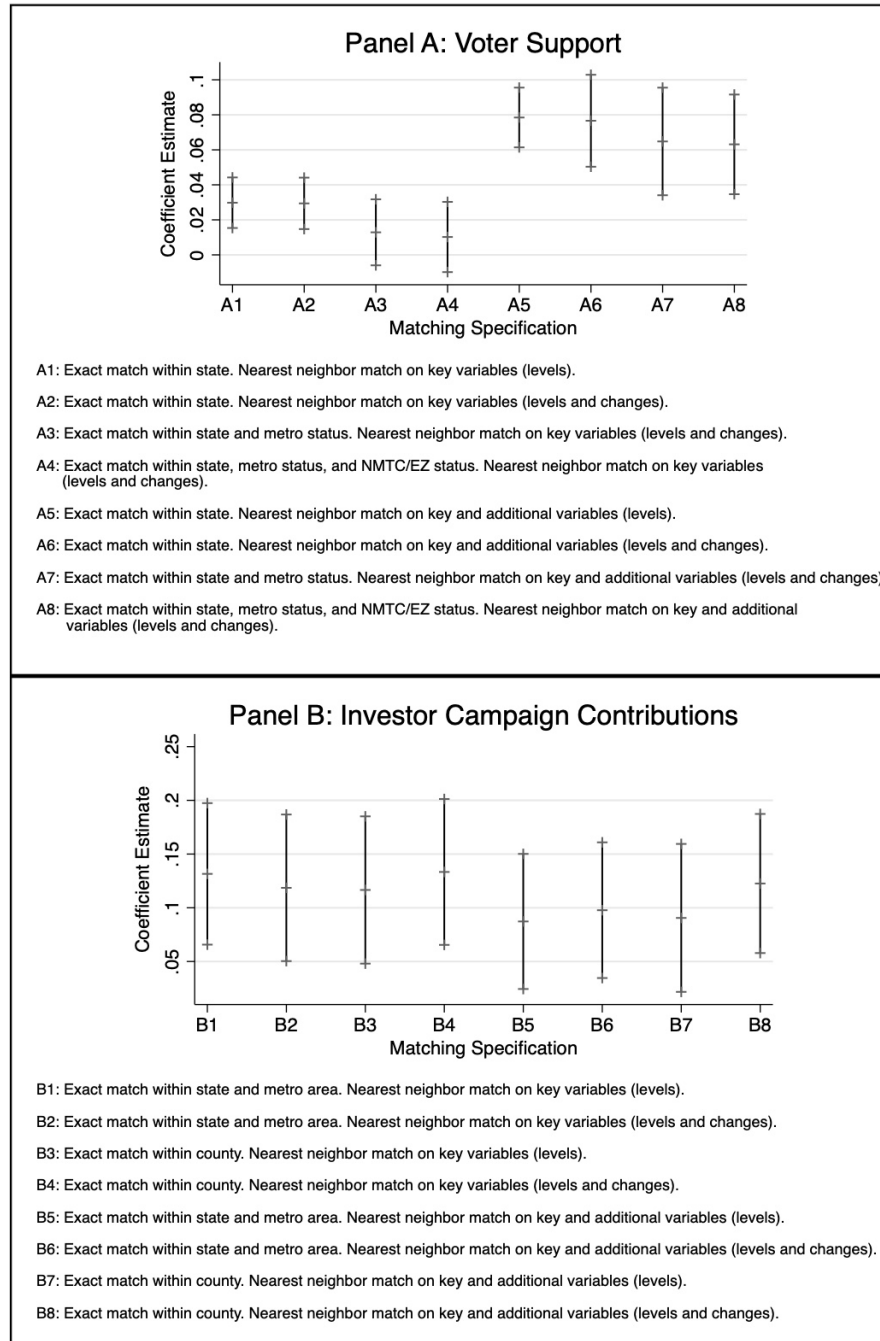 Panel A: Voter Support
Coefficient Estimate
.1
.08
.06
.04
.02
0
A1 A2 A3 A4 A5 A6 A7 A8
Matching Specification
A1: Exact match within state. Nearest neighbor match on key variables (levels).
A2: Exact match within state. Nearest neighbor match on key variables (levels and changes).
A3: Exact match within state and metro status. Nearest neighbor match on key variables (levels and changes).
A4: Exact match within state, metro status, and NMTC/EZ status. Nearest neighbor match on key variables
(levels and changes).
A5: Exact match within state. Nearest neighbor match on key and additional variables (levels).
A6: Exact match within state. Nearest neighbor match on key and additional variables (levels and changes).
A7: Exact match within state and metro status. Nearest neighbor match on key and additional variables (levels and changes)
A8: Exact match within state, metro status, and NMTC/EZ status. Nearest neighbor match on key and additional
variables (levels and changes).
Panel B: Investor Campaign Contributions
Coefficient Estimate
.25
.2
.15
.1
.05
B1 B2 B3 B4 B5 B6 B7 B8
Matching Specification
B1: Exact match within state and metro area. Nearest neighbor match on key variables (levels).
B2: Exact match within state and metro area. Nearest neighbor match on key variables (levels and changes).
B3: Exact match within county. Nearest neighbor match on key variables (levels).
B4: Exact match within county. Nearest neighbor match on key variables (levels and changes).
B5: Exact match within state and metro area. Nearest neighbor match on key and additional variables (levels).
B6: Exact match within state and metro area. Nearest neighbor match on key and additional variables (levels and changes).
B7: Exact match within county. Nearest neighbor match on key and additional variables (levels).
B8: Exact match within county. Nearest neighbor match on key and additional variables (levels and changes).